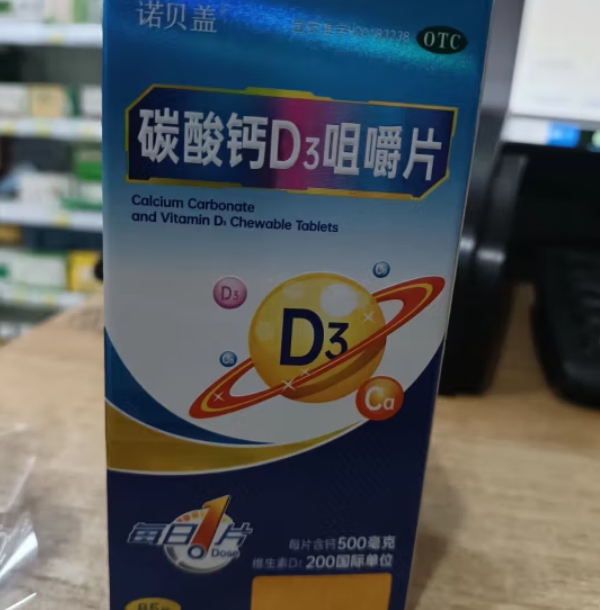 诺贝盖
OTC
碳酸钙D3咀嚼片
Calcium Carbonate
and Vitamin D3 Chewable Tablets
D3
D3
D3
D3
Ca
每日1片
Dose
每片含钙500毫克
维生素D3 200国际单位